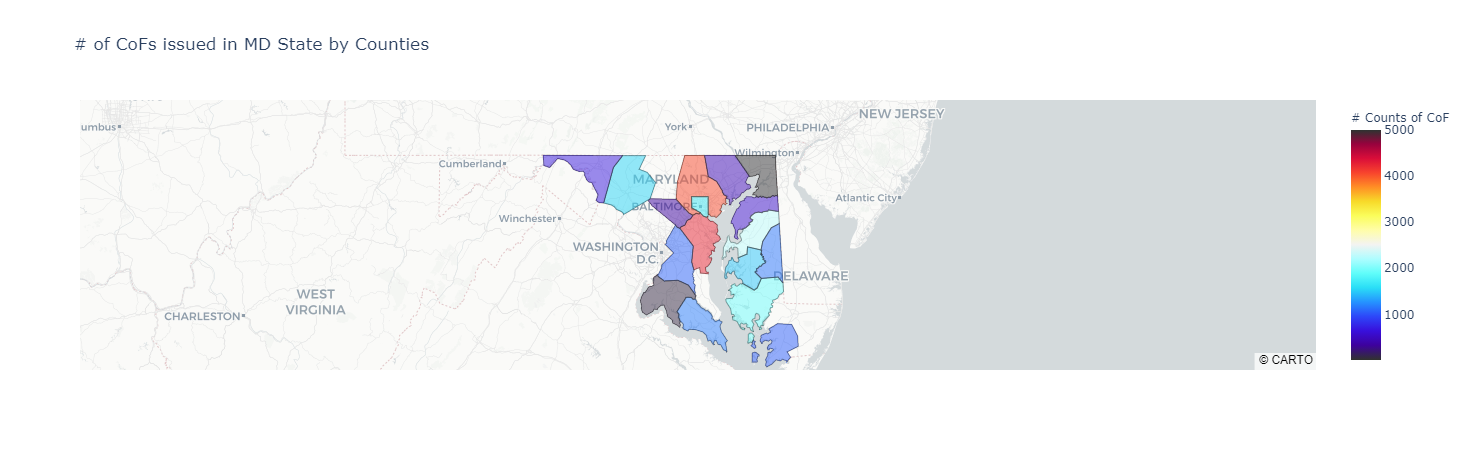 # of CoFs issued in MD State by Counties
NEW JERSEY
umbus
York
PHILADELPHIA
Wilmington
Cumberland
MARYLAND
Atlantic City
BALTIMORE
Winchester
WASHINGTON
D.C.
DELAWARE
WEST
VIRGINIA
CHARLESTON
© CARTO
# Counts of CoF
5000
4000
3000
2000
1000